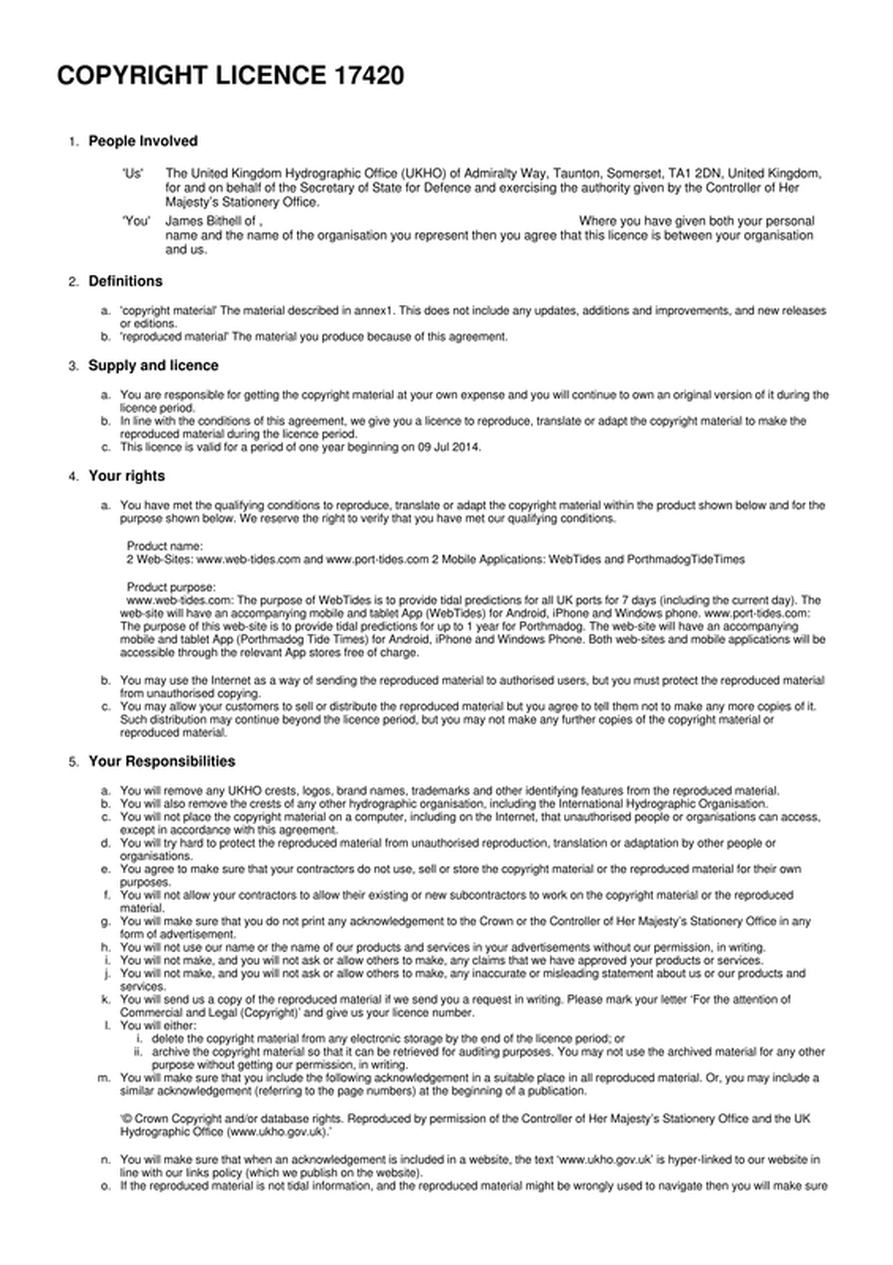 COPYRIGHT LICENCE 17420
1. People Involved
'Us' The United Kingdom Hydrographic Office (UKHO) of Admiralty Way, Taunton, Somerset, TA1 2DN, United Kingdom,
for and on behalf of the Secretary of State for Defence and exercising the authority given by the Controller of Her
Majesty's Stationery Office.
'You' James Bithell of , Where you have given both your personal
name and the name of the organisation you represent then you agree that this licence is between your organisation
and us.
2. Definitions
a. 'copyright material' The material described in annex1. This does not include any updates, additions and improvements, and new releases
or editions.
b. 'reproduced material' The material you produce because of this agreement.
3. Supply and licence
a. You are responsible for getting the copyright material at your own expense and you will continue to own an original version of it during the
licence period.
b. In line with the conditions of this agreement, we give you a licence to reproduce, translate or adapt the copyright material to make the
reproduced material during the licence period.
c. This licence is valid for a period of one year beginning on 09 Jul 2014.
4. Your rights
a. You have met the qualifying conditions to reproduce, translate or adapt the copyright material within the product shown below and for the
purpose shown below. We reserve the right to verify that you have met our qualifying conditions.
Product name:
2 Web-Sites: www.web-tides.com and www.port-tides.com 2 Mobile Applications: WebTides and PorthmadogTideTimes
Product purpose:
www.web-tides.com: The purpose of WebTides is to provide tidal predictions for all UK ports for 7 days (including the current day). The
web-site will have an accompanying mobile and tablet App (WebTides) for Android, iPhone and Windows phone. www.port-tides.com:
The purpose of this web-site is to provide tidal predictions for up to 1 year for Porthmadog. The web-site will have an accompanying
mobile and tablet App (Porthmadog Tide Times) for Android, iPhone and Windows Phone. Both web-sites and mobile applications will be
accessible through the relevant App stores free of charge.
b. You may use the Internet as a way of sending the reproduced material to authorised users, but you must protect the reproduced material
from unauthorised copying.
c. You may allow your customers to sell or distribute the reproduced material but you agree to tell them not to make any more copies of it.
Such distribution may continue beyond the licence period, but you may not make any further copies of the copyright material or
reproduced material.
5. Your Responsibilities
a. You will remove any UKHO crests, logos, brand names, trademarks and other identifying features from the reproduced material.
b. You will also remove the crests of any other hydrographic organisation, including the International Hydrographic Organisation.
c. You will not place the copyright material on a computer, including on the Internet, that unauthorised people or organisations can access,
except in accordance with this agreement.
d. You will try hard to protect the reproduced material from unauthorised reproduction, translation or adaptation by other people or
organisations.
e. You agree to make sure that your contractors do not use, sell or store the copyright material or the reproduced material for their own
purposes.
f. You will not allow your contractors to allow their existing or new subcontractors to work on the copyright material or the reproduced
material.
g. You will make sure that you do not print any acknowledgement to the Crown or the Controller of Her Majesty's Stationery Office in any
form of advertisement.
h. You will not use our name or the name of our products and services in your advertisements without our permission, in writing.
i. You will not make, and you will not ask or allow others to make, any claims that we have approved your products or services.
j. You will not make, and you will not ask or allow others to make, any inaccurate or misleading statement about us or our products and
services.
k. You will send us a copy of the reproduced material if we send you a request in writing. Please mark your letter 'For the attention of
Commercial and Legal (Copyright)' and give us your licence number.
l. You will either:
i. delete the copyright material from any electronic storage by the end of the licence period; or
ii. archive the copyright material so that it can be retrieved for auditing purposes. You may not use the archived material for any other
purpose without getting our permission, in writing.
m. You will make sure that you include the following acknowledgement in a suitable place in all reproduced material. Or, you may include a
similar acknowledgement (referring to the page numbers) at the beginning of a publication.
'© Crown Copyright and/or database rights. Reproduced by permission of the Controller of Her Majesty's Stationery Office and the UK
Hydrographic Office (www.ukho.gov.uk).'
n. You will make sure that when an acknowledgement is included in a website, the text 'www.ukho.gov.uk' is hyper-linked to our website in
line with our links policy (which we publish on the website).
o. If the reproduced material is not tidal information, and the reproduced material might be wrongly used to navigate then you will make sure